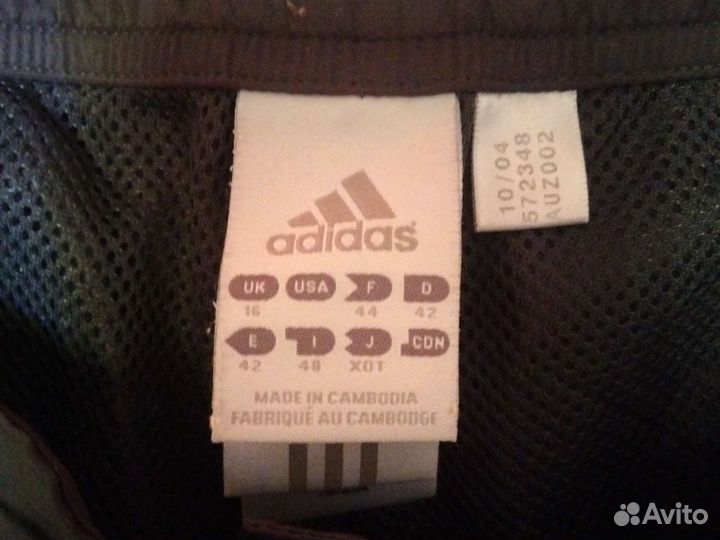 adidas
UK USA F D
16 44 42
E I J CDN
42 48 XOT
MADE IN CAMBODIA
FABRIQUÉ AU CAMBODGE
10/04
572348
AUZ002
Avito